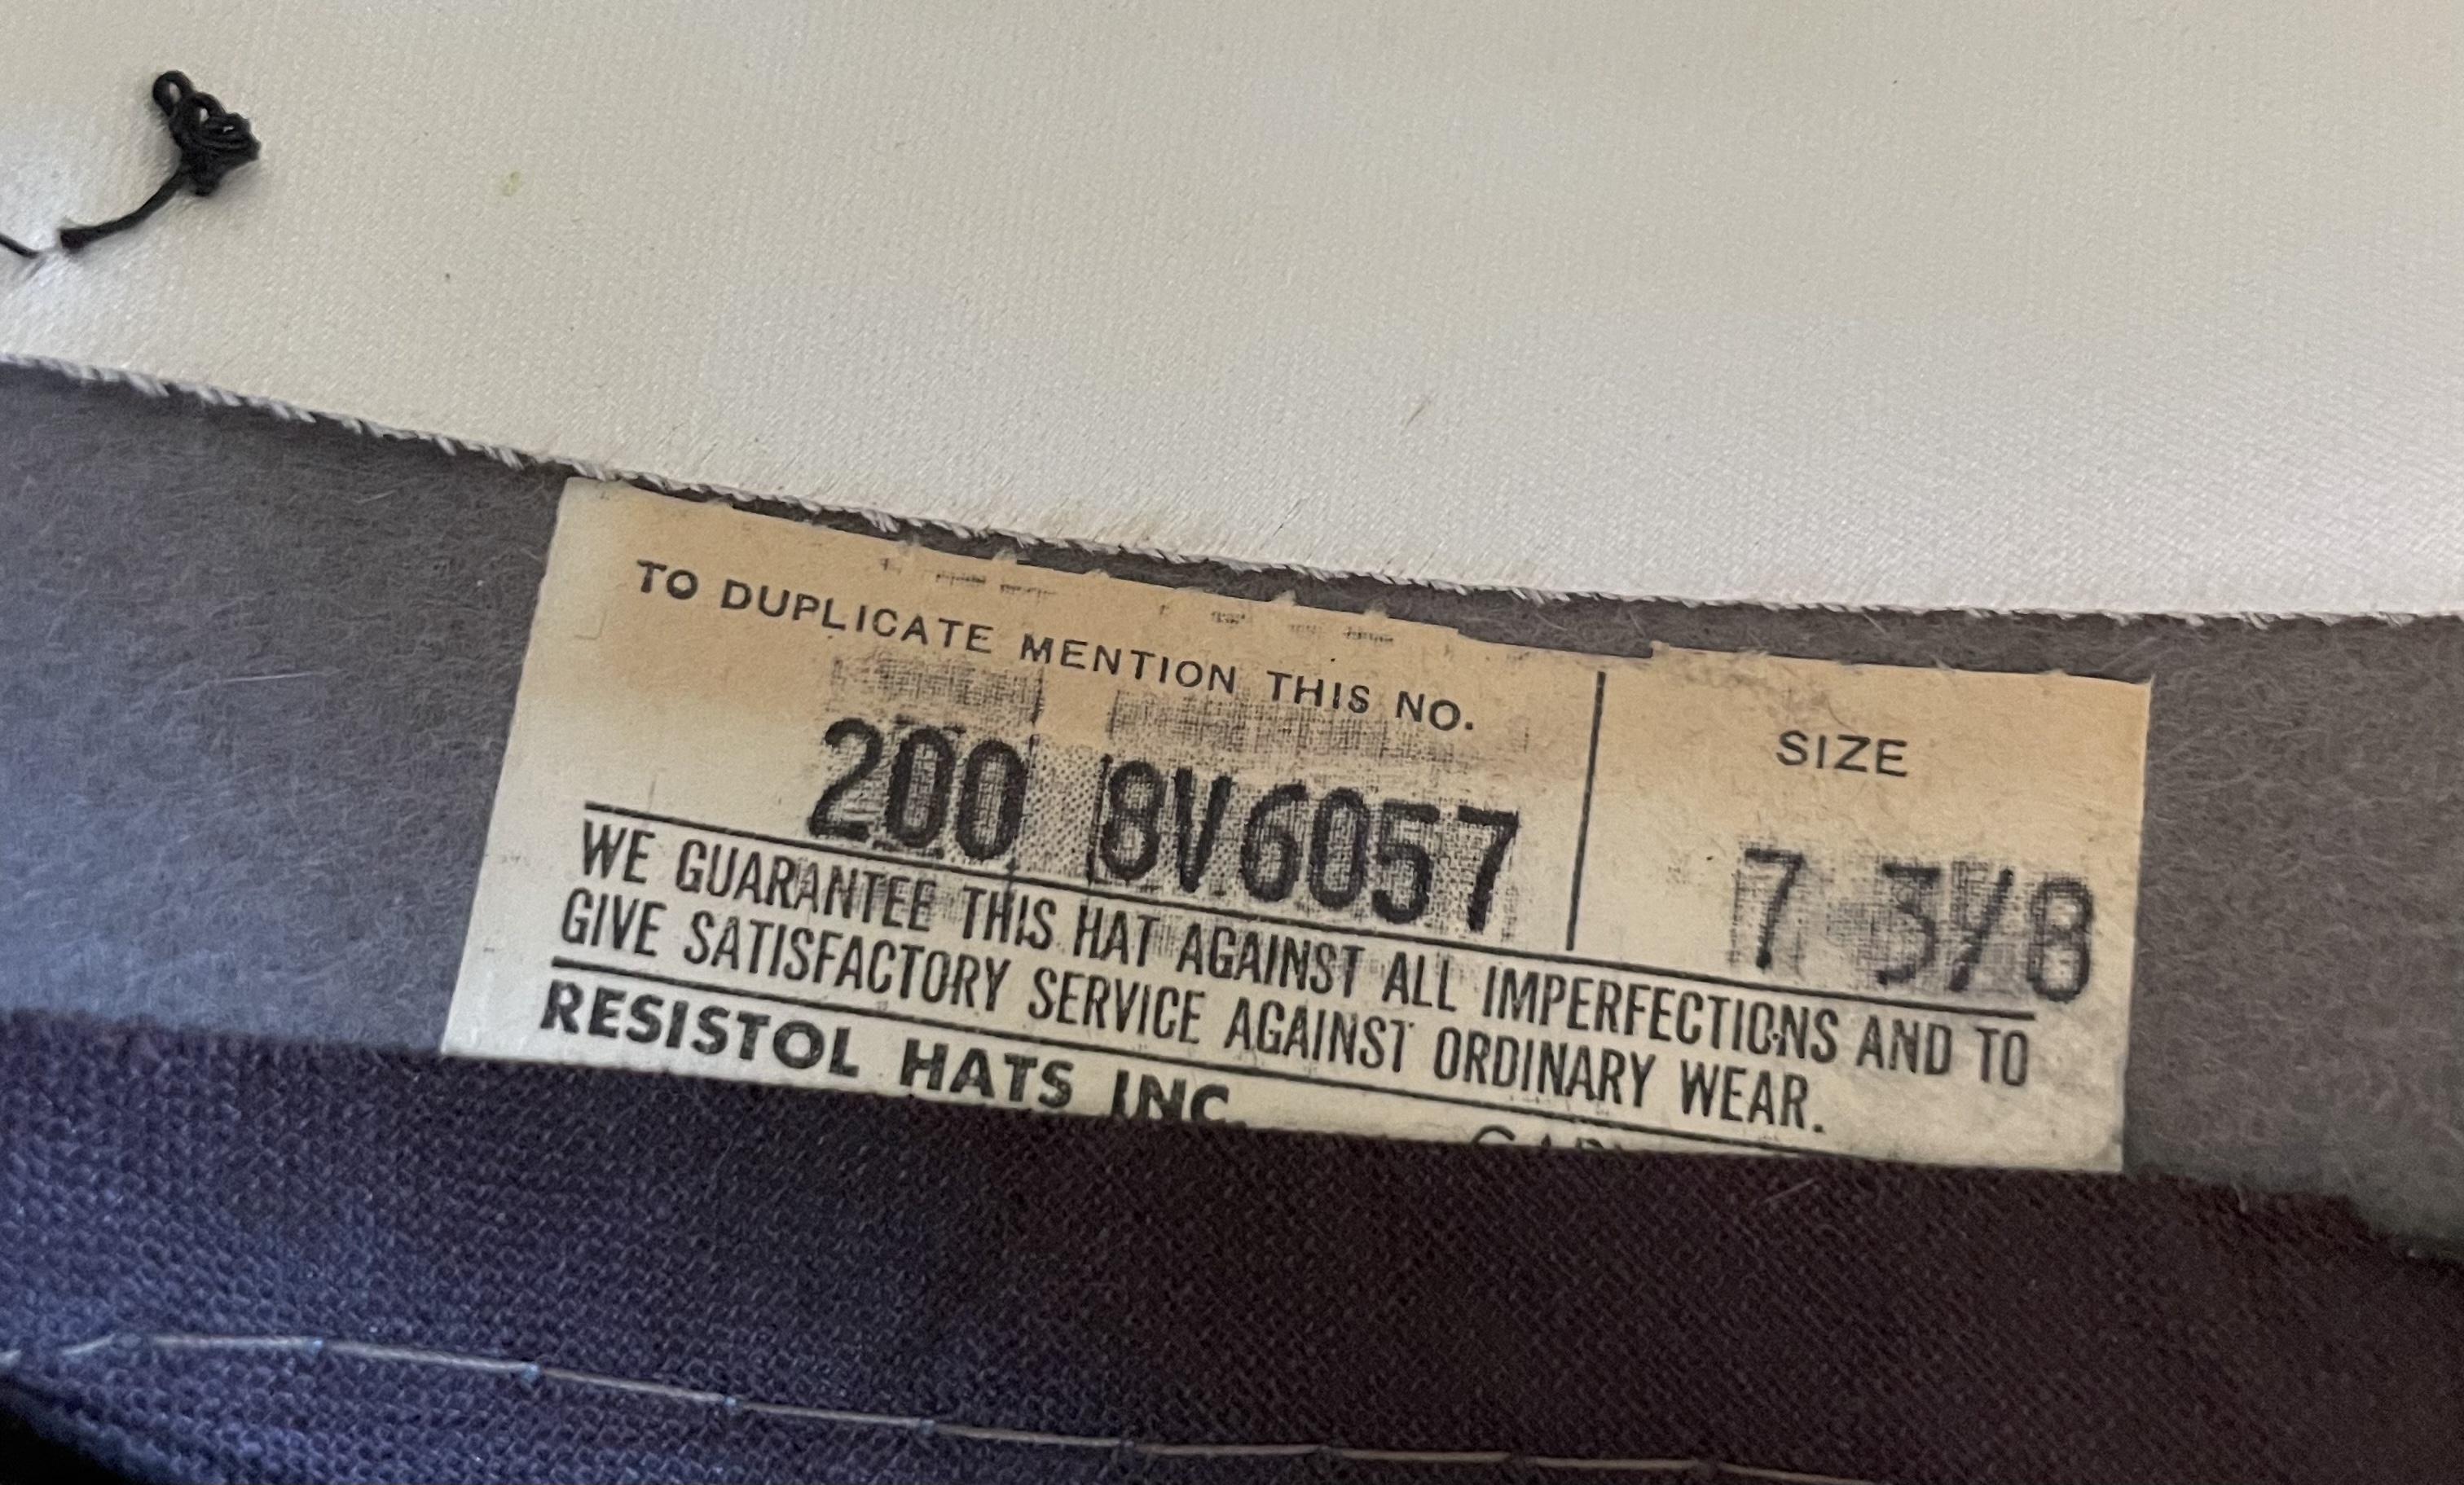 TO DUPLICATE MENTION THIS NO.
200 8V6057
SIZE
7 3/8
WE GUARANTEE THIS HAT AGAINST ALL IMPERFECTIONS AND TO
GIVE SATISFACTORY SERVICE AGAINST ORDINARY WEAR.
RESISTOL HATS INC.